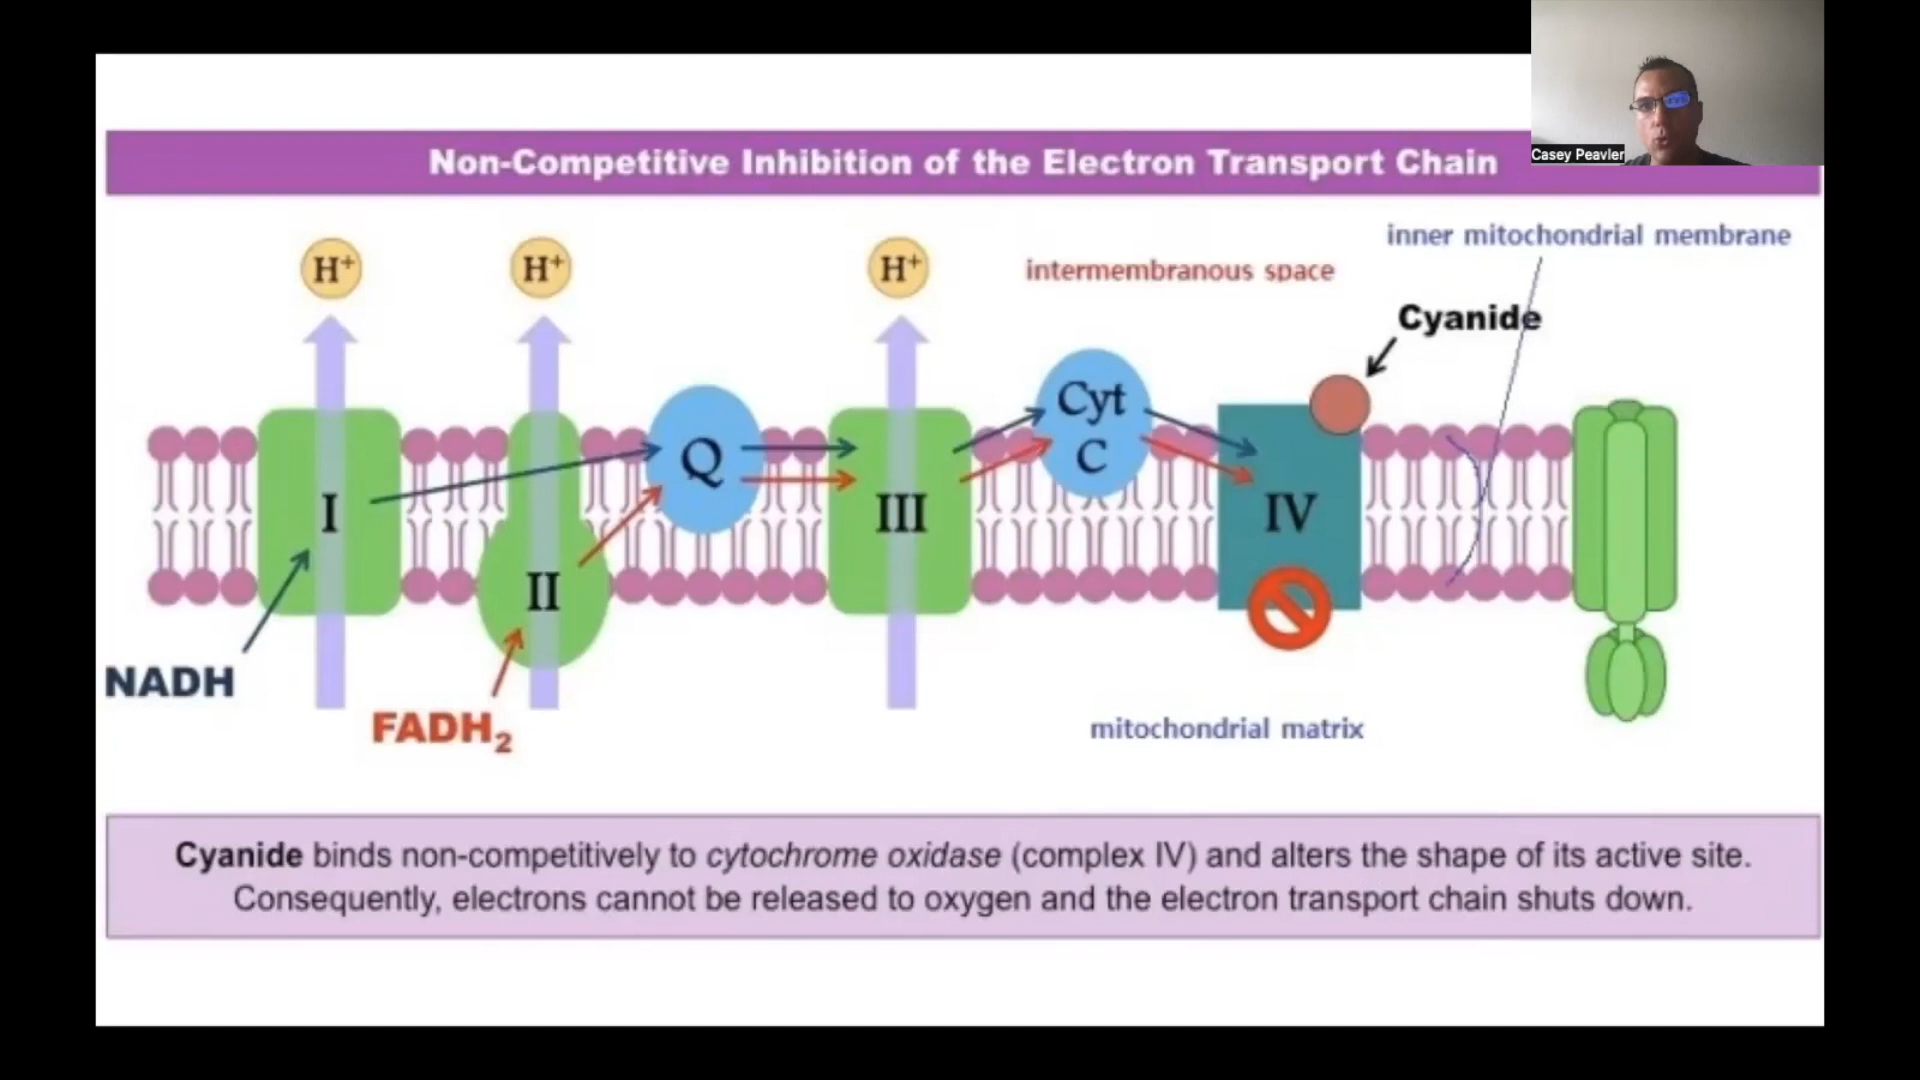 Casey Peavler
Non-Competitive Inhibition of the Electron Transport Chain
inner mitochondrial membrane
H+
H+
H+
intermembranous space
Cyanide
Cyt
C
Q
I
III
IV
II
NADH
FADH2
mitochondrial matrix
Cyanide binds non-competitively to cytochrome oxidase (complex IV) and alters the shape of its active site.
Consequently, electrons cannot be released to oxygen and the electron transport chain shuts down.